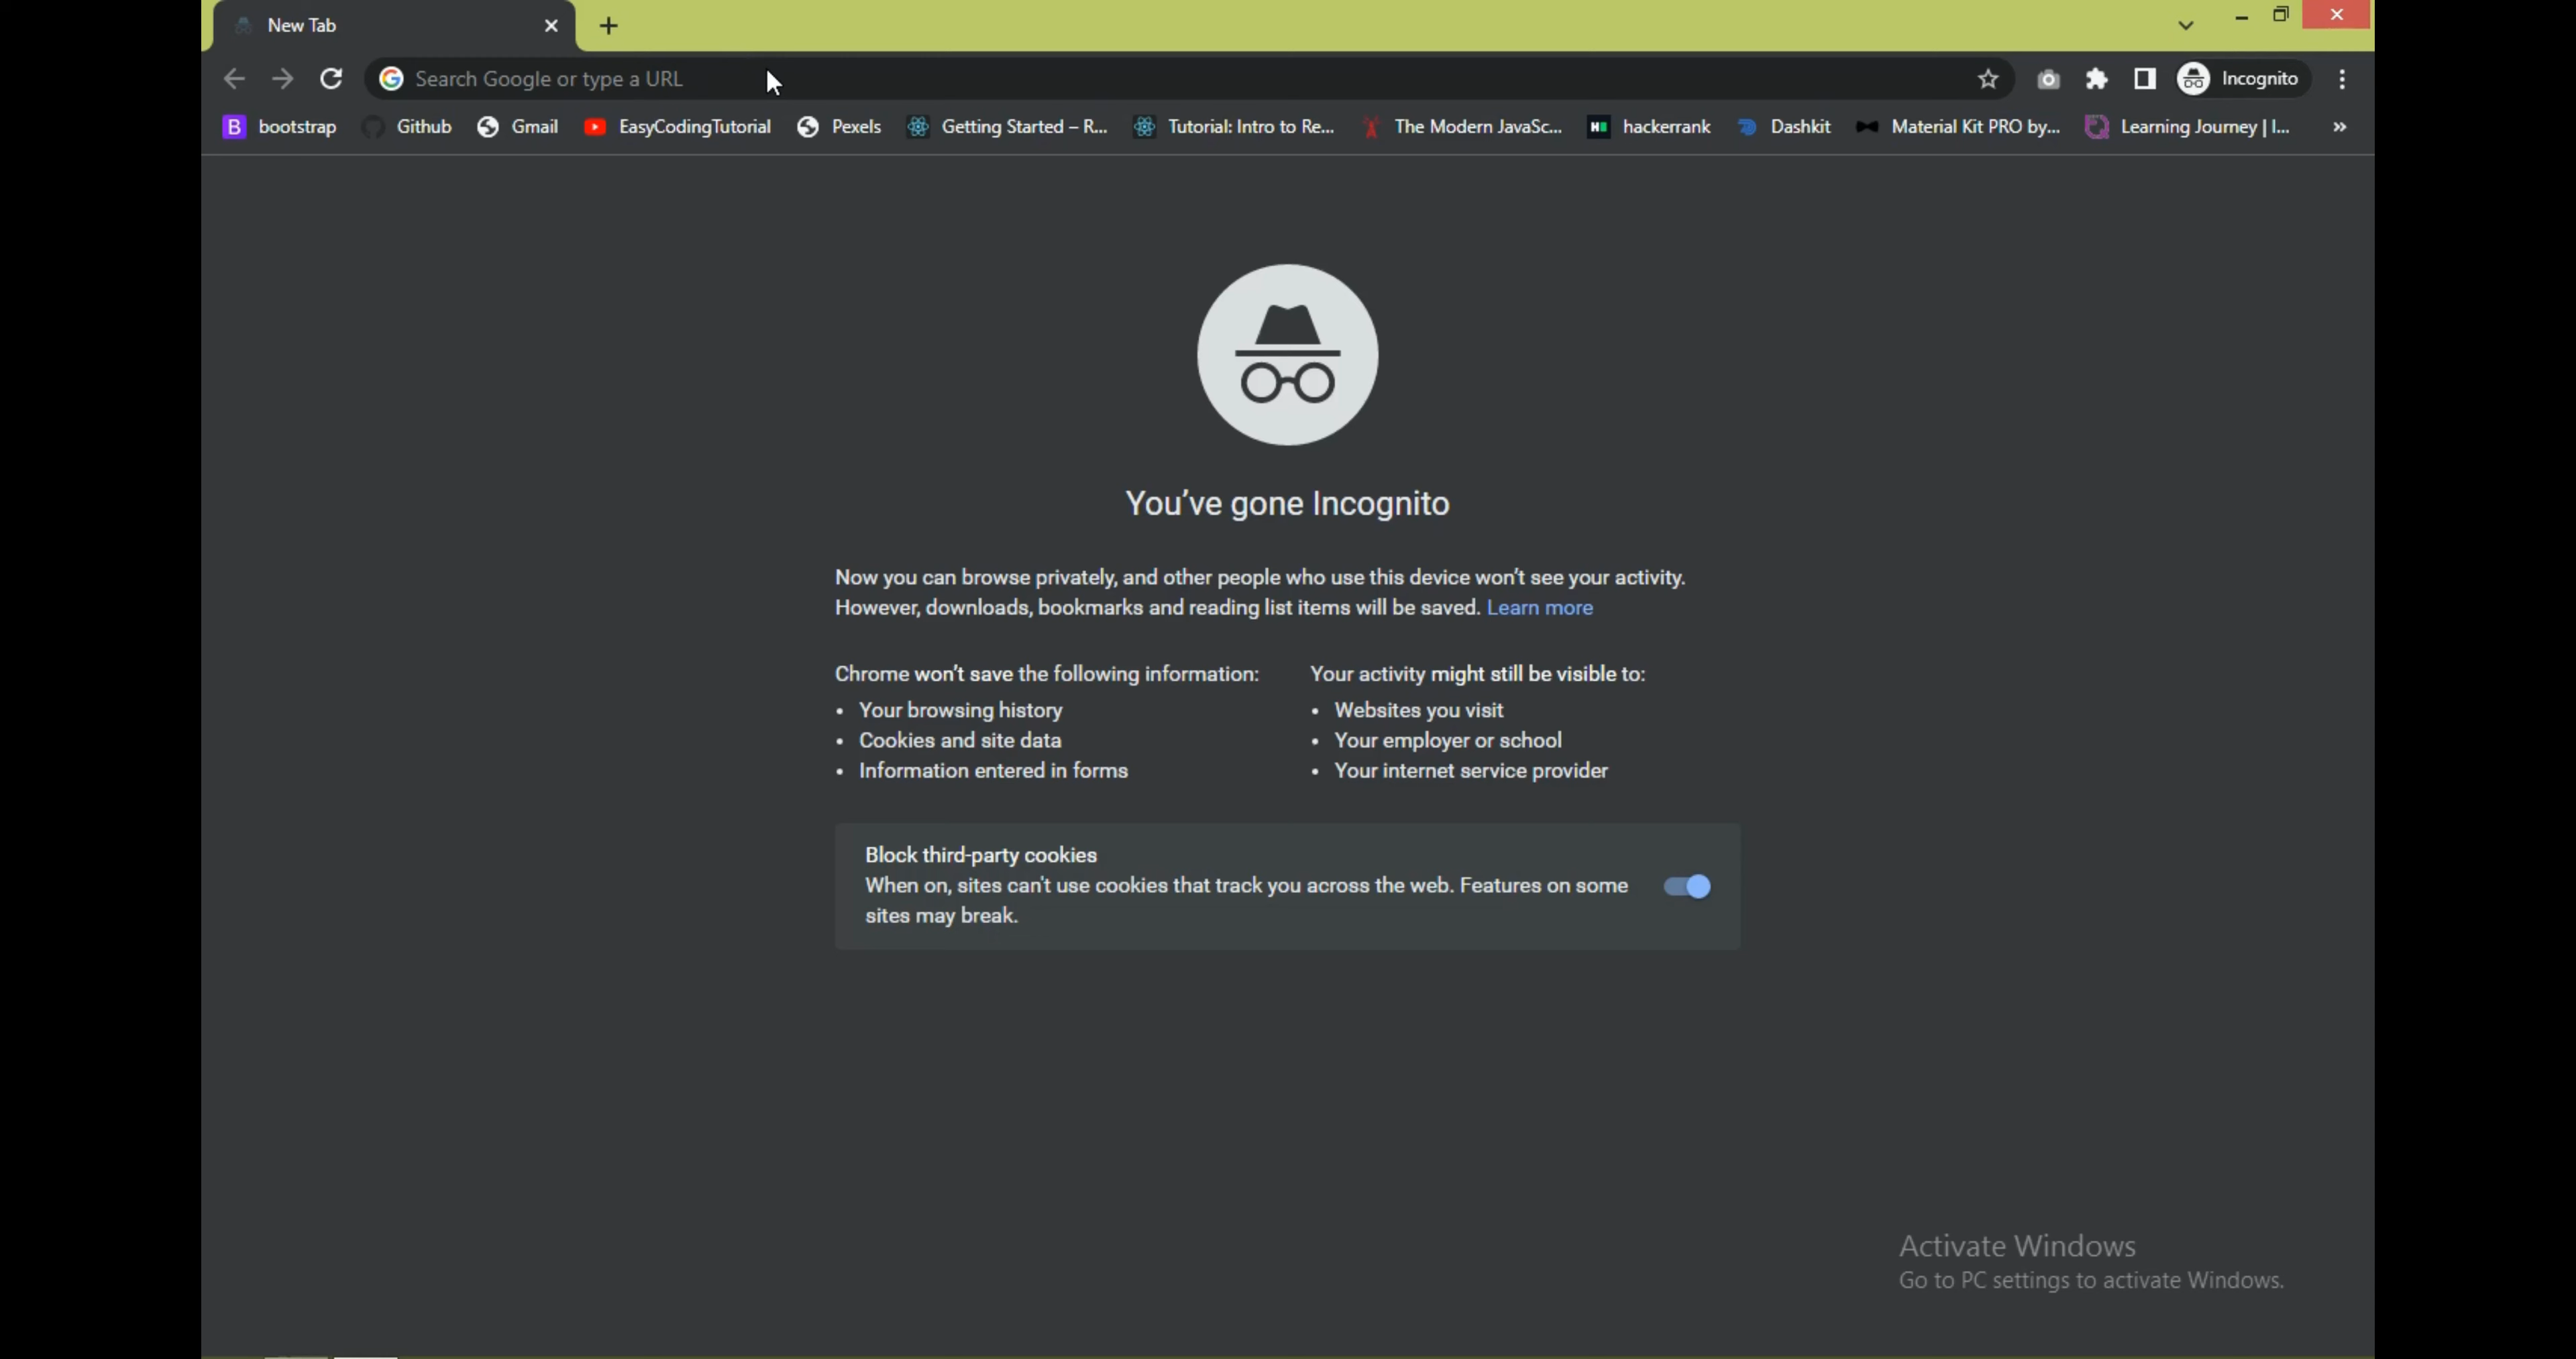 New Tab
Search Google or type a URL
Incognito
B bootstrap Github Gmail EasyCodingTutorial Pexels Getting Started – R... Tutorial: Intro to Re... The Modern JavaSc... hackerrank Dashkit Material Kit PRO by... Learning Journey | I... »
You've gone Incognito
Now you can browse privately, and other people who use this device won't see your activity.
However, downloads, bookmarks and reading list items will be saved. Learn more
Chrome won't save the following information:
• Your browsing history
• Cookies and site data
• Information entered in forms
Your activity might still be visible to:
• Websites you visit
• Your employer or school
• Your internet service provider
Block third-party cookies
When on, sites can't use cookies that track you across the web. Features on some
sites may break.
Activate Windows
Go to PC settings to activate Windows.